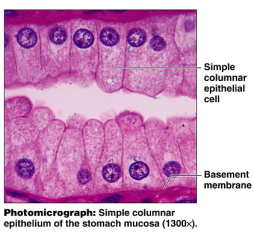 Simple
columnar
epithelial
cell
Basement
membrane
Photomicrograph: Simple columnar
epithelium of the stomach mucosa (1300×).